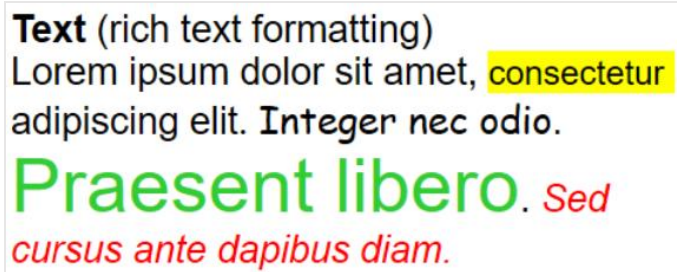 Text (rich text formatting)
Lorem ipsum dolor sit amet, consectetur
adipiscing elit. Integer nec odio.
Praesent libero. Sed
cursus ante dapibus diam.